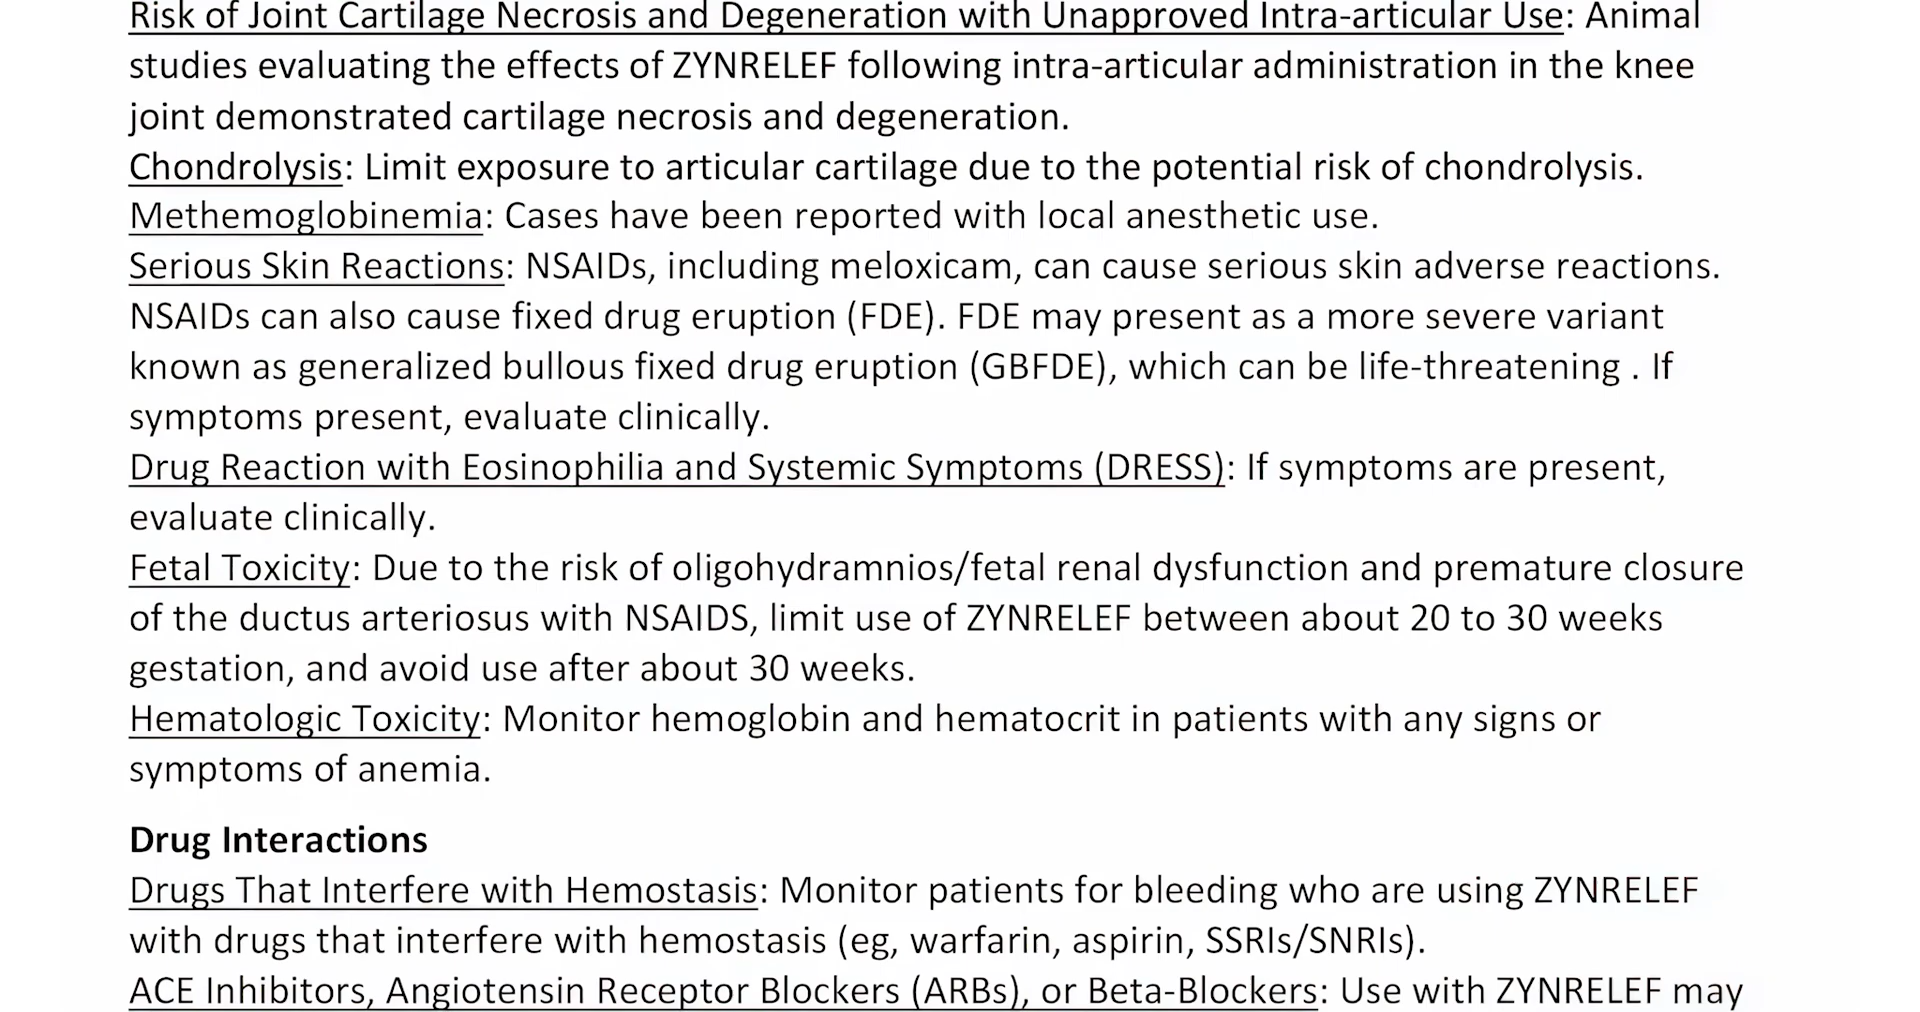 Risk of Joint Cartilage Necrosis and Degeneration with Unapproved Intra-articular Use: Animal
studies evaluating the effects of ZYNRELEF following intra-articular administration in the knee
joint demonstrated cartilage necrosis and degeneration.
Chondrolysis: Limit exposure to articular cartilage due to the potential risk of chondrolysis.
Methemoglobinemia: Cases have been reported with local anesthetic use.
Serious Skin Reactions: NSAIDs, including meloxicam, can cause serious skin adverse reactions.
NSAIDs can also cause fixed drug eruption (FDE). FDE may present as a more severe variant
known as generalized bullous fixed drug eruption (GBFDE), which can be life-threatening . If
symptoms present, evaluate clinically.
Drug Reaction with Eosinophilia and Systemic Symptoms (DRESS): If symptoms are present,
evaluate clinically.
Fetal Toxicity: Due to the risk of oligohydramnios/fetal renal dysfunction and premature closure
of the ductus arteriosus with NSAIDS, limit use of ZYNRELEF between about 20 to 30 weeks
gestation, and avoid use after about 30 weeks.
Hematologic Toxicity: Monitor hemoglobin and hematocrit in patients with any signs or
symptoms of anemia.
Drug Interactions
Drugs That Interfere with Hemostasis: Monitor patients for bleeding who are using ZYNRELEF
with drugs that interfere with hemostasis (eg, warfarin, aspirin, SSRIs/SNRIs).
ACE Inhibitors, Angiotensin Receptor Blockers (ARBs), or Beta-Blockers: Use with ZYNRELEF may